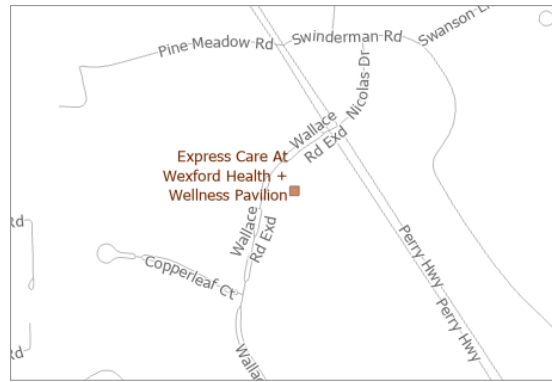 Swanson
Swinderman Rd
Pine Meadow Rd
Nicolas Dr
Wallace
Rd Exd
Express Care At
Wexford Health +
Wellness Pavilion
Rd
Wallace
Rd Exd
Perry Hwy
Copperleaf Ct
Perry Hwy
Rd
Wallace